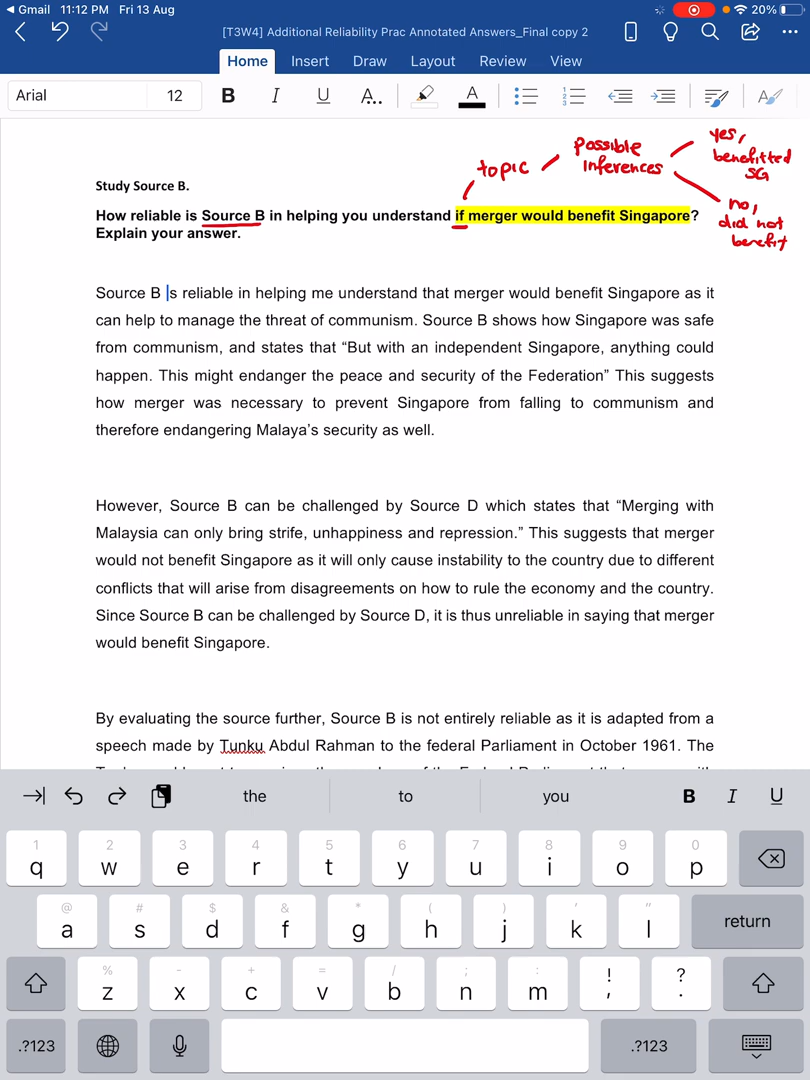 Gmail 11:12 PM Fri 13 Aug 20%
[T3W4] Additional Reliability Prac Annotated Answers_Final copy 2
Home Insert Draw Layout Review View
Arial 12 B I U A.. A A
topic
possible inferences
yes, benefitted SG
no, did not benefit
Study Source B.
How reliable is Source B in helping you understand if merger would benefit Singapore?
Explain your answer.
Source B is reliable in helping me understand that merger would benefit Singapore as it
can help to manage the threat of communism. Source B shows how Singapore was safe
from communism, and states that “But with an independent Singapore, anything could
happen. This might endanger the peace and security of the Federation” This suggests
how merger was necessary to prevent Singapore from falling to communism and
therefore endangering Malaya’s security as well.
However, Source B can be challenged by Source D which states that “Merging with
Malaysia can only bring strife, unhappiness and repression.” This suggests that merger
would not benefit Singapore as it will only cause instability to the country due to different
conflicts that will arise from disagreements on how to rule the economy and the country.
Since Source B can be challenged by Source D, it is thus unreliable in saying that merger
would benefit Singapore.
By evaluating the source further, Source B is not entirely reliable as it is adapted from a
speech made by Tunku Abdul Rahman to the federal Parliament in October 1961. The
the to you B I U
1 2 3 4 5 6 7 8 9 0
q w e r t y u i o p
@ # $ & * ( ) ' "
a s d f g h j k l return
% - + = / ; : ! ?
z x c v b n m , .
.?123 .?123